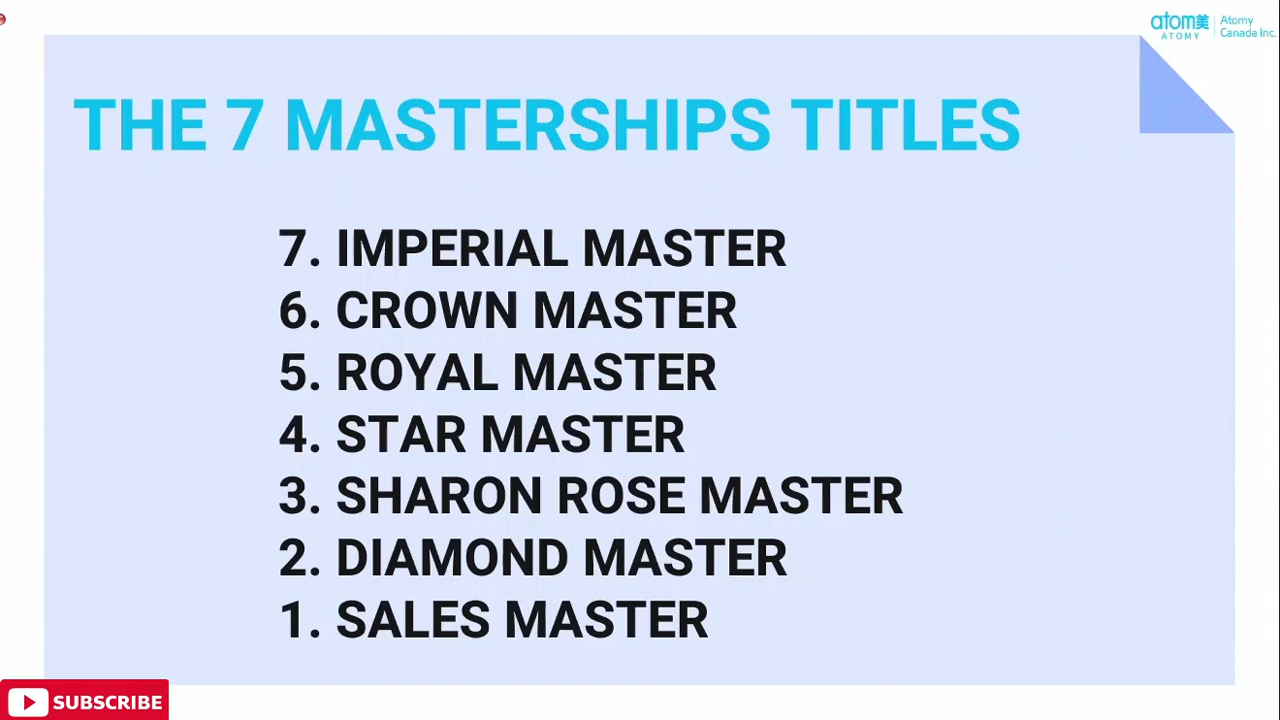 atom美
ATOMY
Atomy
Canada Inc.
THE 7 MASTERSHIPS TITLES
7. IMPERIAL MASTER
6. CROWN MASTER
5. ROYAL MASTER
4. STAR MASTER
3. SHARON ROSE MASTER
2. DIAMOND MASTER
1. SALES MASTER
SUBSCRIBE